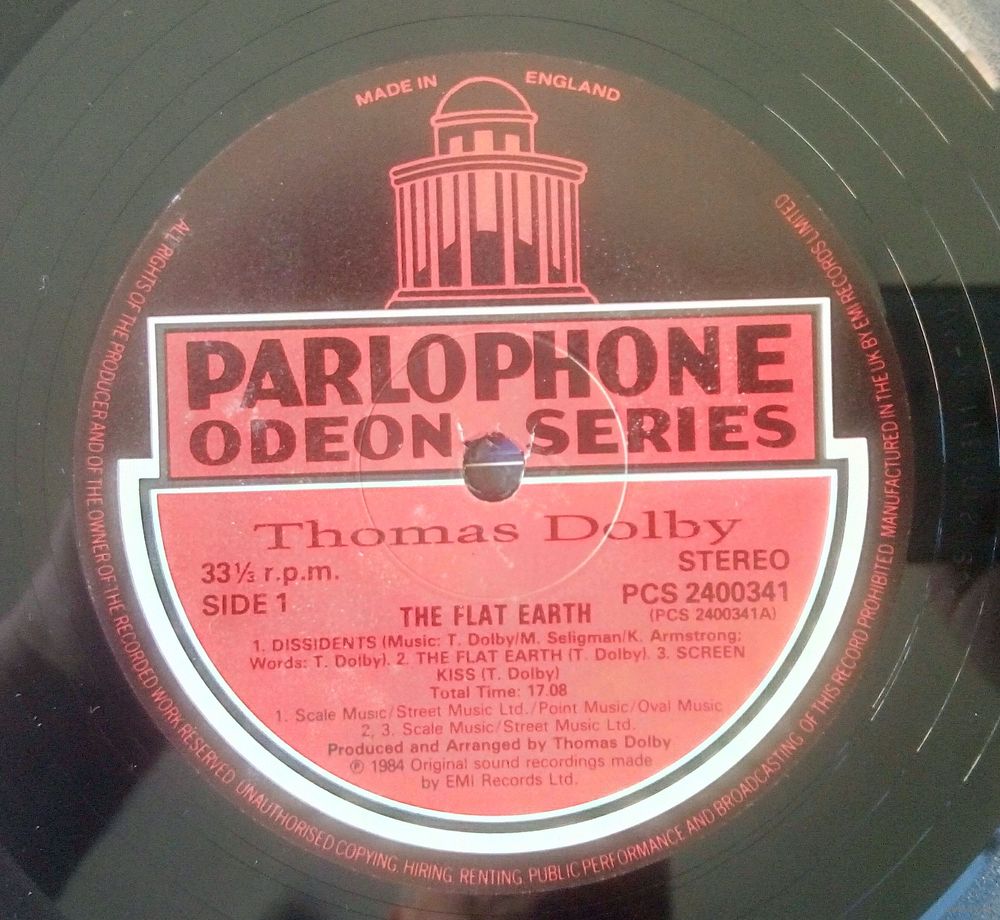 MADE IN ENGLAND
PARLOPHONE
ODEON SERIES
Thomas Dolby
33⅓ r.p.m.
STEREO
SIDE 1
PCS 2400341
(PCS 2400341A)
THE FLAT EARTH
1. DISSIDENTS (Music: T. Dolby/M. Seligman/K. Armstrong;
Words: T. Dolby). 2. THE FLAT EARTH (T. Dolby). 3. SCREEN
KISS (T. Dolby)
Total Time: 17.08
1. Scale Music/Street Music Ltd./Point Music/Oval Music
2, 3. Scale Music/Street Music Ltd.
Produced and Arranged by Thomas Dolby
℗ 1984 Original sound recordings made
by EMI Records Ltd.
ALL RIGHTS OF THE PRODUCER AND OF THE OWNER OF THE RECORDED WORK RESERVED. UNAUTHORISED COPYING, HIRING, RENTING, PUBLIC PERFORMANCE AND BROADCASTING OF THIS RECORD PROHIBITED. MANUFACTURED IN THE UK BY EMI RECORDS LIMITED